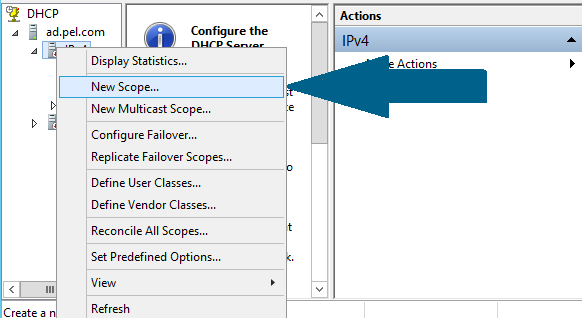 DHCP
ad.pel.com
IPv4
Configure the
DHCP Server
Display Statistics...
New Scope...
New Multicast Scope...
Configure Failover...
Replicate Failover Scopes...
Define User Classes...
Define Vendor Classes...
Reconcile All Scopes...
Set Predefined Options...
View
Refresh
Actions
IPv4
Actions
Create a n